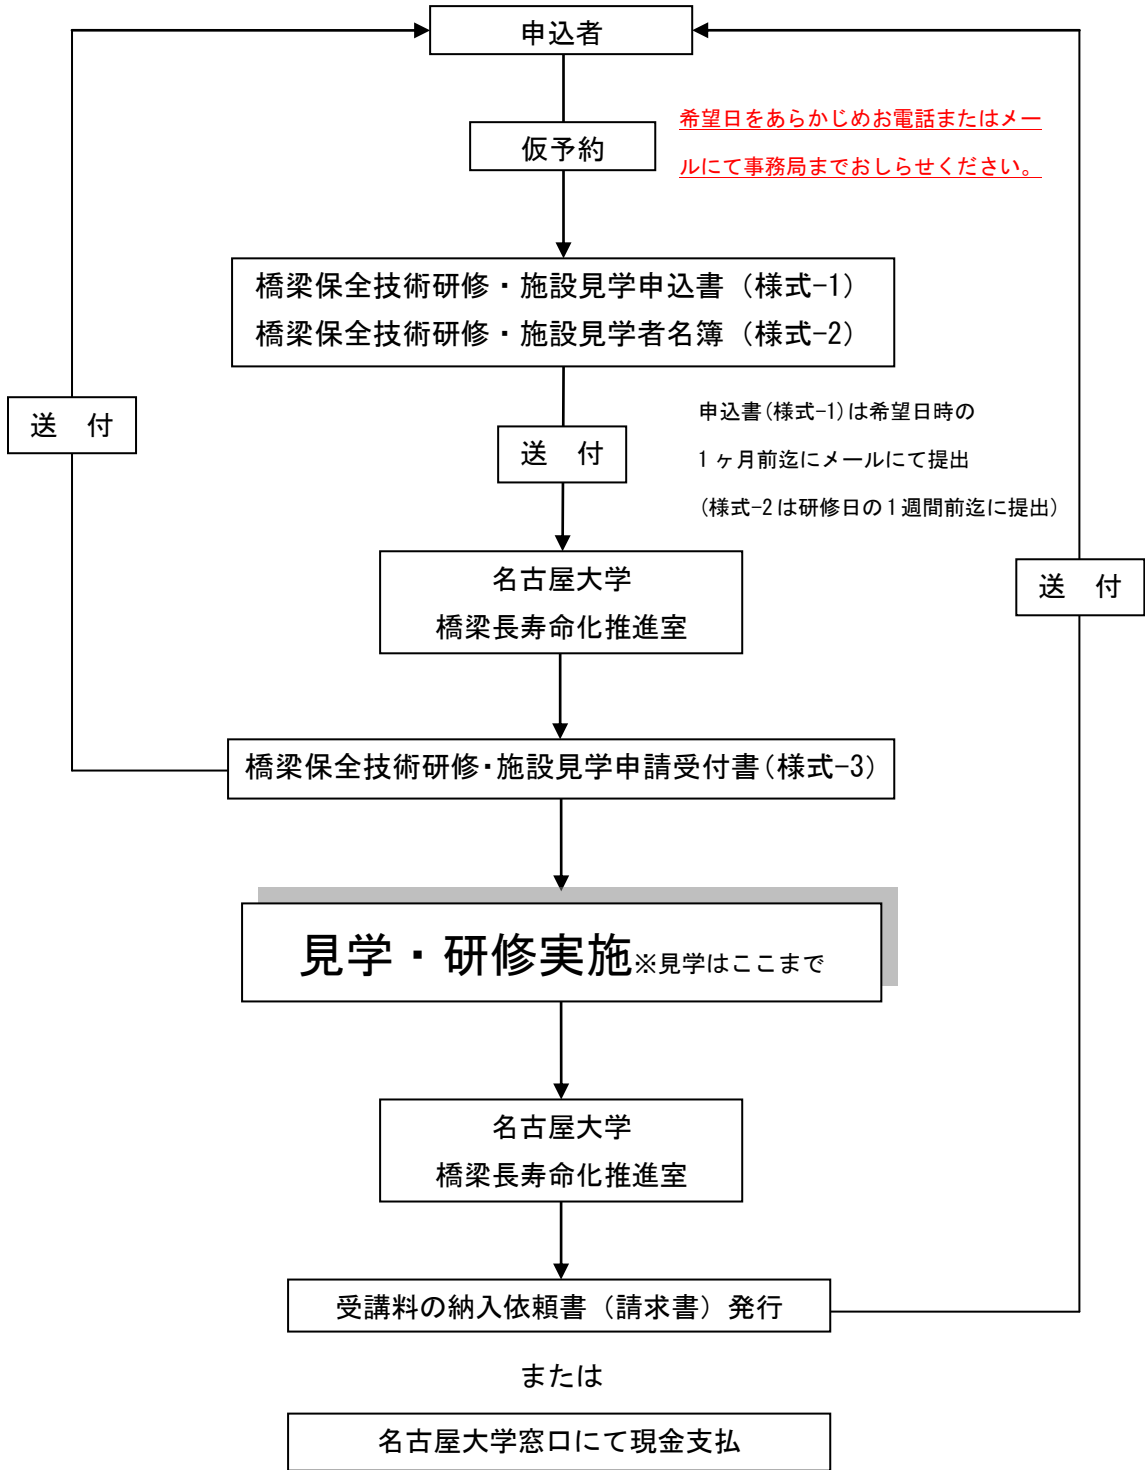 申込者
仮予約
希望日をあらかじめお電話またはメー
ルにて事務局までおしらせください。
橋梁保全技術研修・施設見学申込書（様式-1）
橋梁保全技術研修・施設見学者名簿（様式-2）
送　付
送　付
申込書(様式-1)は希望日時の
1ヶ月前迄にメールにて提出
(様式-2は研修日の1週間前迄に提出)
名古屋大学
橋梁長寿命化推進室
送　付
橋梁保全技術研修・施設見学申請受付書(様式-3)
見学・研修実施※見学はここまで
名古屋大学
橋梁長寿命化推進室
受講料の納入依頼書（請求書）発行
または
名古屋大学窓口にて現金支払